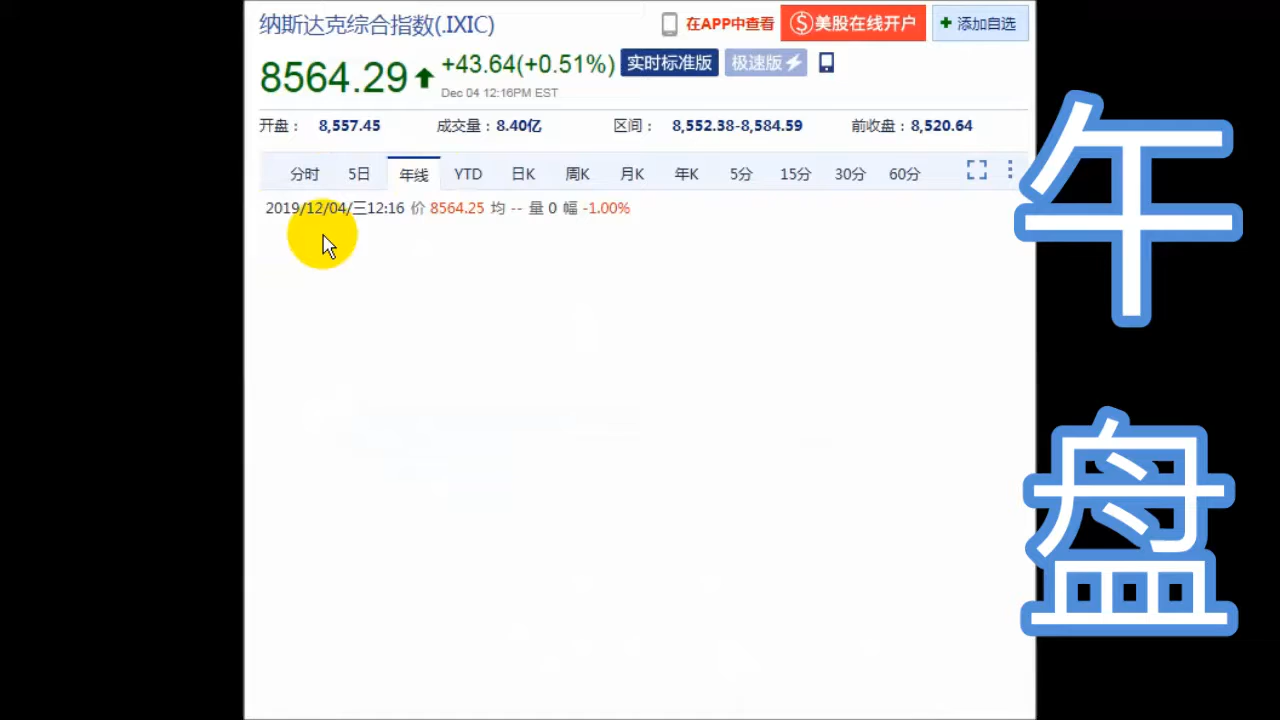 纳斯达克综合指数(.IXIC) 在APP中查看 美股在线开户 添加自选
8564.29 +43.64(+0.51%) 实时标准版 极速版
Dec 04 12:16PM EST
开盘： 8,557.45 成交量：8.40亿 区间： 8,552.38-8,584.59 前收盘：8,520.64
分时 5日 年线 YTD 日K 周K 月K 年K 5分 15分 30分 60分
2019/12/04/三12:16 价 8564.25 均 -- 量 0 幅 -1.00%
午
盘